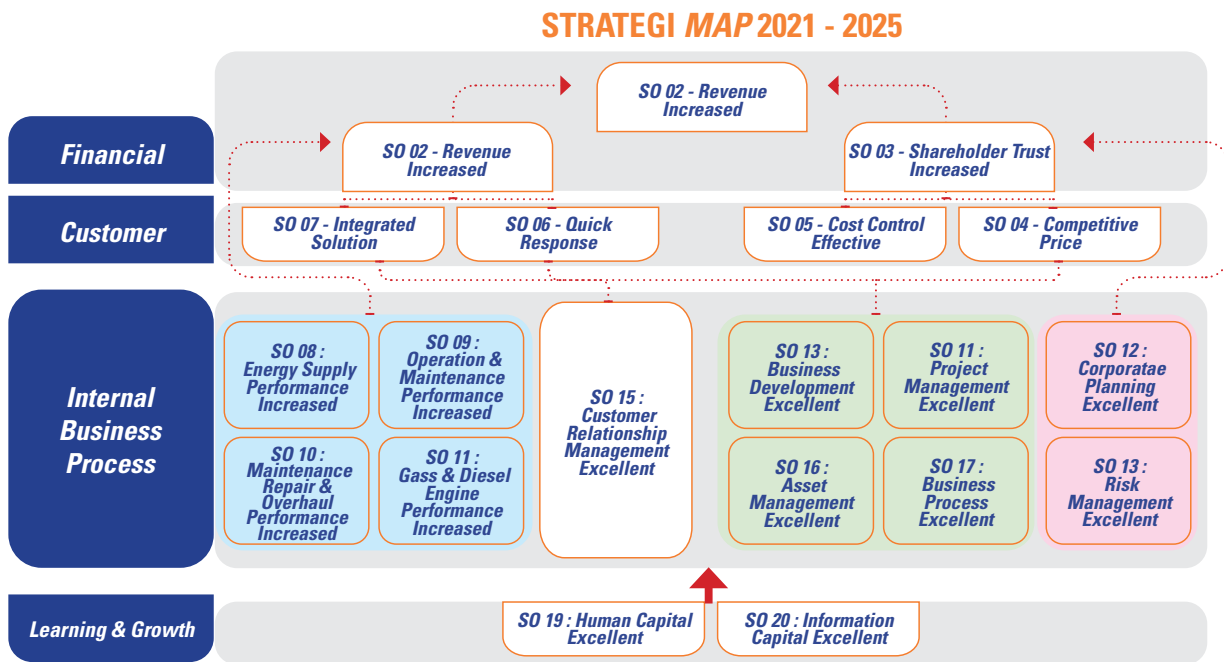 STRATEGI MAP 2021 - 2025
SO 02 - Revenue
Increased
Financial
SO 02 - Revenue
Increased
SO 03 - Shareholder Trust
Increased
Customer
SO 07 - Integrated
Solution
SO 06 - Quick
Response
SO 05 - Cost Control
Effective
SO 04 - Competitive
Price
Internal
Business
Process
SO 08 :
Energy Supply
Performance
Increased
SO 09 :
Operation &
Maintenance
Performance
Increased
SO 10 :
Maintenance
Repair &
Overhaul
Performance
Increased
SO 11 :
Gass & Diesel
Engine
Performance
Increased
SO 15 :
Customer
Relationship
Management
Excellent
SO 13 :
Business
Development
Excellent
SO 11 :
Project
Management
Excellent
SO 16 :
Asset
Management
Excellent
SO 17 :
Business
Process
Excellent
SO 12 :
Corporatae
Planning
Excellent
SO 13 :
Risk
Management
Excellent
Learning & Growth
SO 19 : Human Capital
Excellent
SO 20 : Information
Capital Excellent